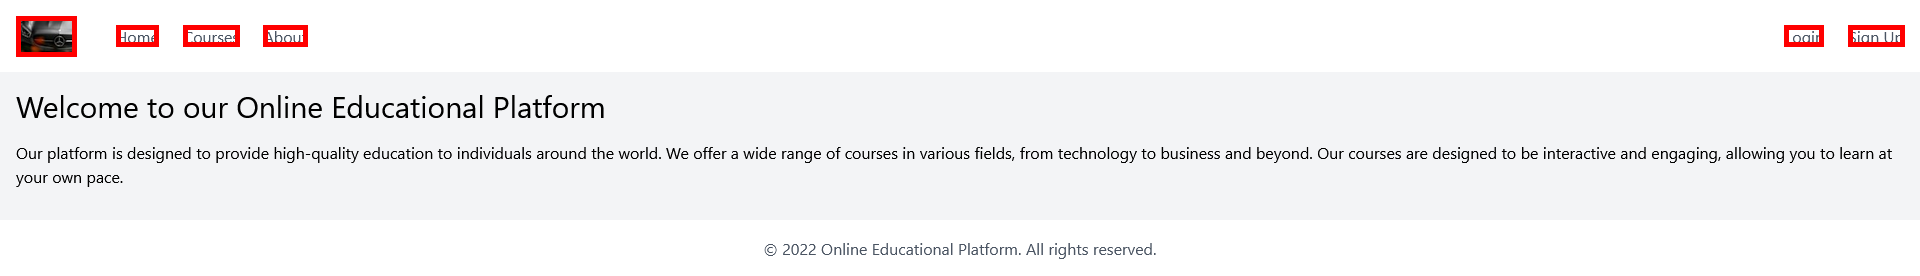 Home Courses About Login Sign Up
Welcome to our Online Educational Platform
Our platform is designed to provide high-quality education to individuals around the world. We offer a wide range of courses in various fields, from technology to business and beyond. Our courses are designed to be interactive and engaging, allowing you to learn at
your own pace.
© 2022 Online Educational Platform. All rights reserved.